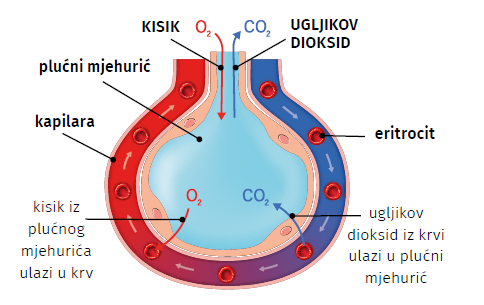 KISIK
O₂
CO₂
UGLJIKOV
DIOKSID
plućni mjehurić
kapilara
eritrocit
O₂
CO₂
kisik iz
plućnog
mjehurića
ulazi u krv
ugljikov
dioksid iz krvi
ulazi u plućni
mjehurić